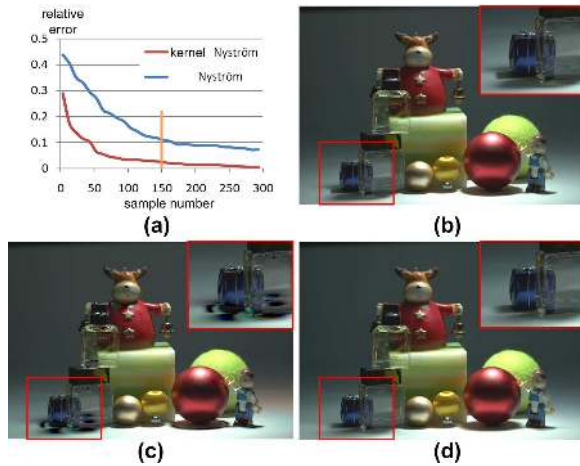 relative
error
0.5
kernel Nyström
0.4
Nyström
0.3
0.2
0.1
0
0 50 100 150 200 250 300
sample number
(a)
(b)
(c)
(d)